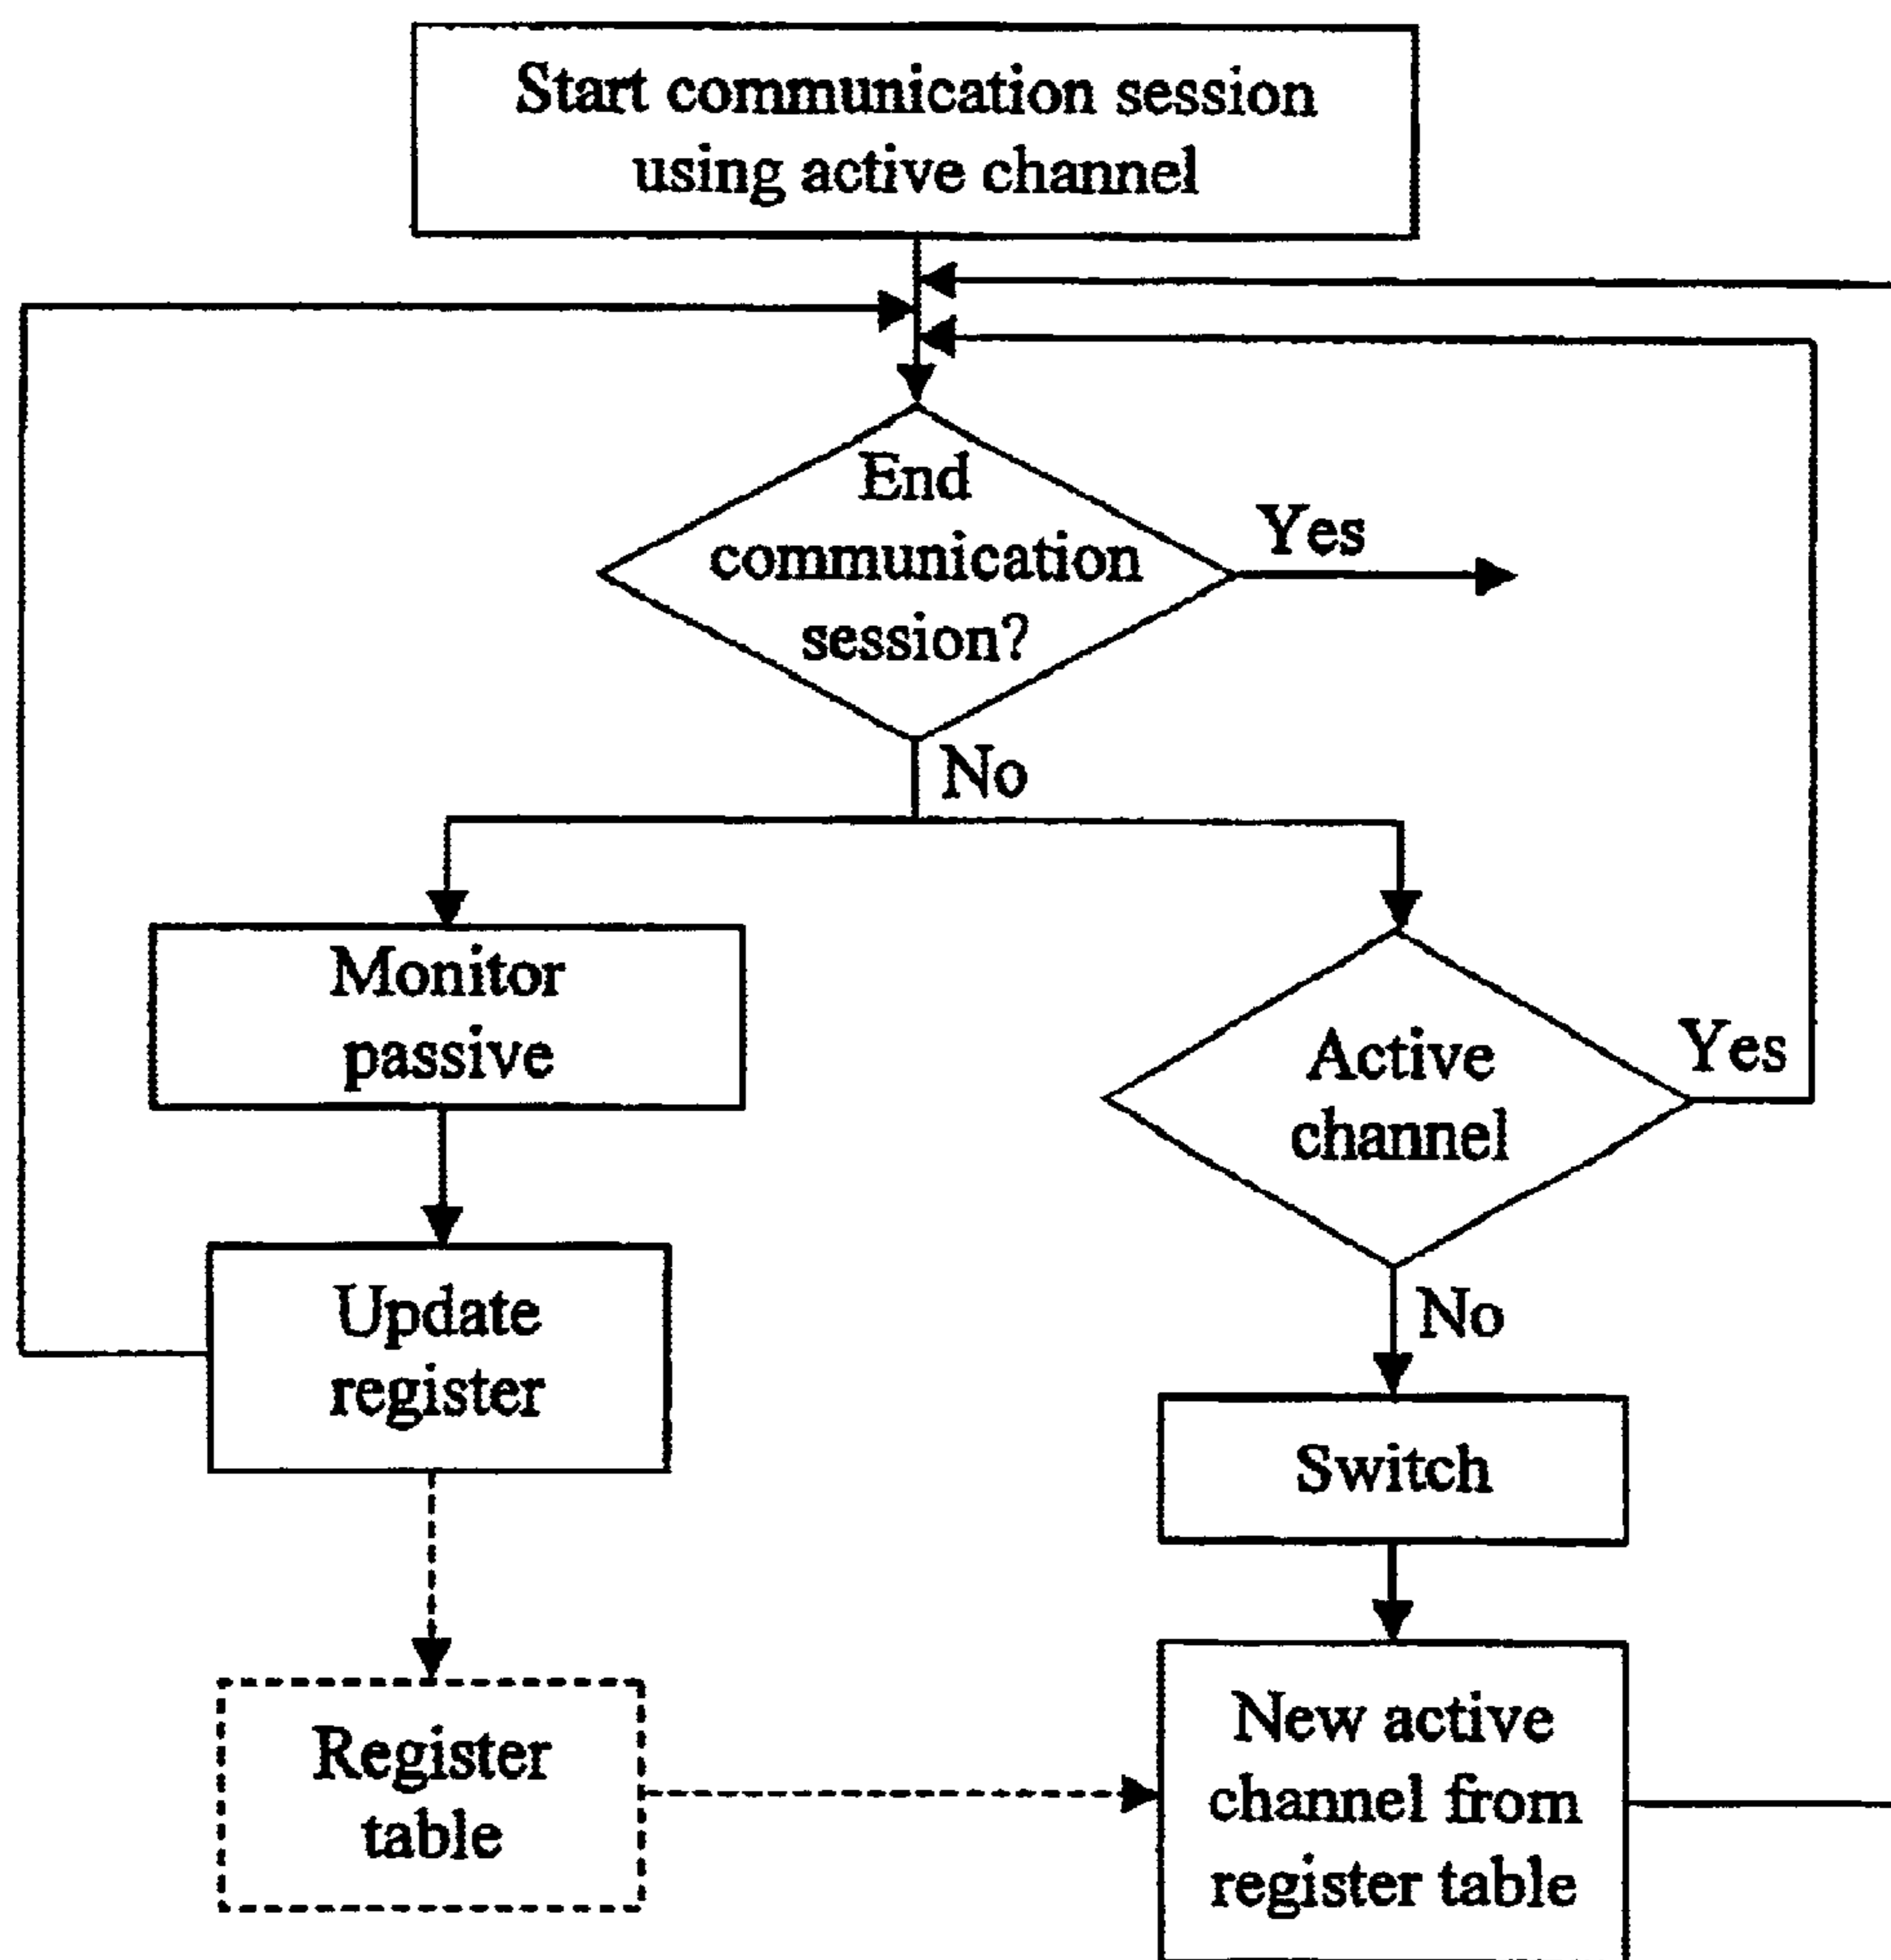 Start communication session
using active channel
End
communication
session?
Yes
No
Monitor
passive
Active
channel
Yes
Update
register
No
Switch
Register
table
New active
channel from
register table